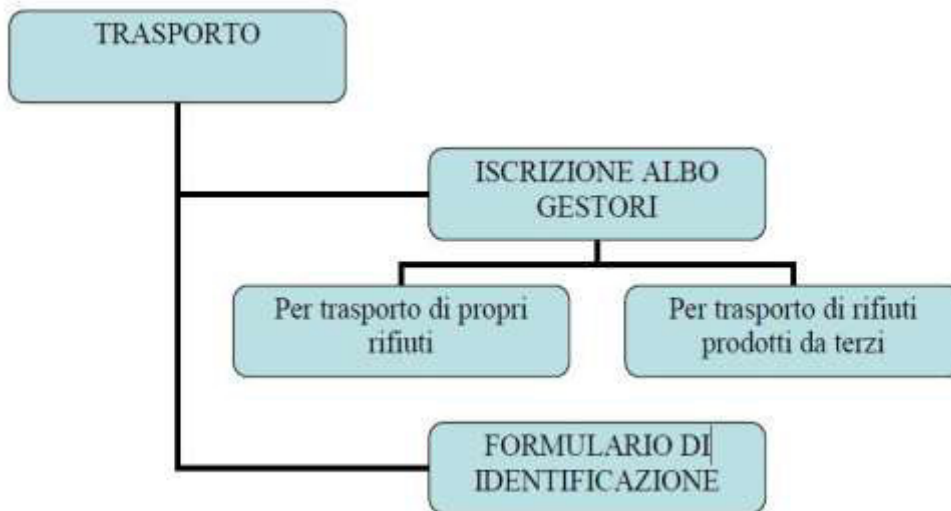 TRASPORTO
ISCRIZIONE ALBO
GESTORI
Per trasporto di propri
rifiuti
Per trasporto di rifiuti
prodotti da terzi
FORMULARIO DI
IDENTIFICAZIONE